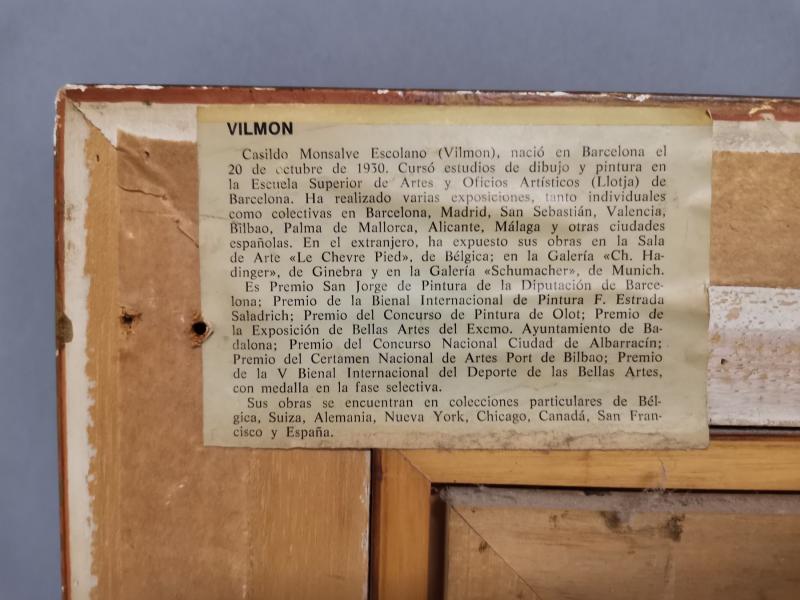 VILMON
Casildo Monsalve Escolano (Vilmon), nació en Barcelona el
20 de octubre de 1930. Cursó estudios de dibujo y pintura en
la Escuela Superior de Artes y Oficios Artísticos (Llotja) de
Barcelona. Ha realizado varias exposiciones, tanto individuales
como colectivas en Barcelona, Madrid, San Sebastián, Valencia,
Bilbao, Palma de Mallorca, Alicante, Málaga y otras ciudades
españolas. En el extranjero, ha expuesto sus obras en la Sala
de Arte «Le Chevre Pied», de Bélgica; en la Galería «Ch. Ha-
dinger», de Ginebra y en la Galería «Schumacher», de Munich.
Es Premio San Jorge de Pintura de la Diputación de Barce-
lona; Premio de la Bienal Internacional de Pintura F. Estrada
Saladrich; Premio del Concurso de Pintura de Olot; Premio de
la Exposición de Bellas Artes del Excmo. Ayuntamiento de Ba-
dalona; Premio del Concurso Nacional Ciudad de Albarracín;
Premio del Certamen Nacional de Artes Port de Bilbao; Premio
de la V Bienal Internacional del Deporte de las Bellas Artes,
con medalla en la fase selectiva.
Sus obras se encuentran en colecciones particulares de Bél-
gica, Suiza, Alemania, Nueva York, Chicago, Canadá, San Fran-
cisco y España.